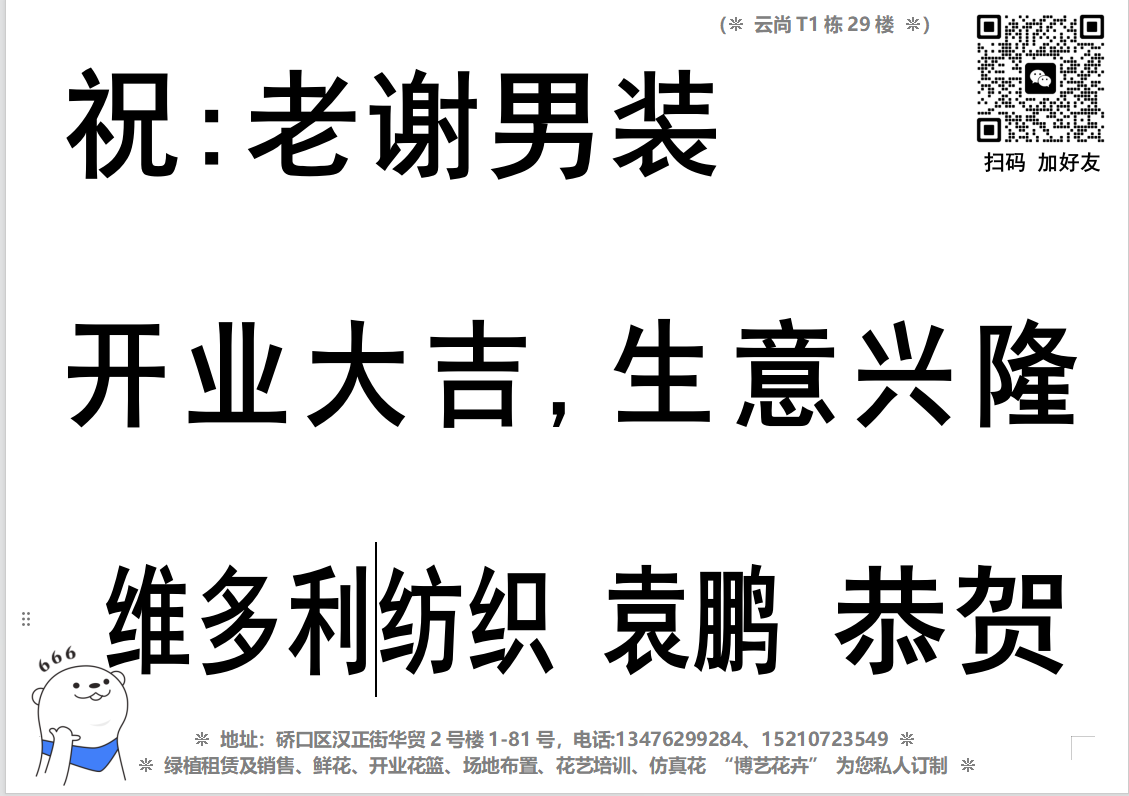 (❊ 云尚 T1 栋 29 楼 ❊)
祝:老谢男装
扫码 加好友
开业大吉,生意兴隆
维多利纺织 袁鹏 恭贺
666
❊ 地址：硚口区汉正街华贸 2 号楼 1-81 号，电话:13476299284、15210723549 ❊
❊ 绿植租赁及销售、鲜花、开业花篮、场地布置、花艺培训、仿真花 “博艺花卉” 为您私人订制 ❊